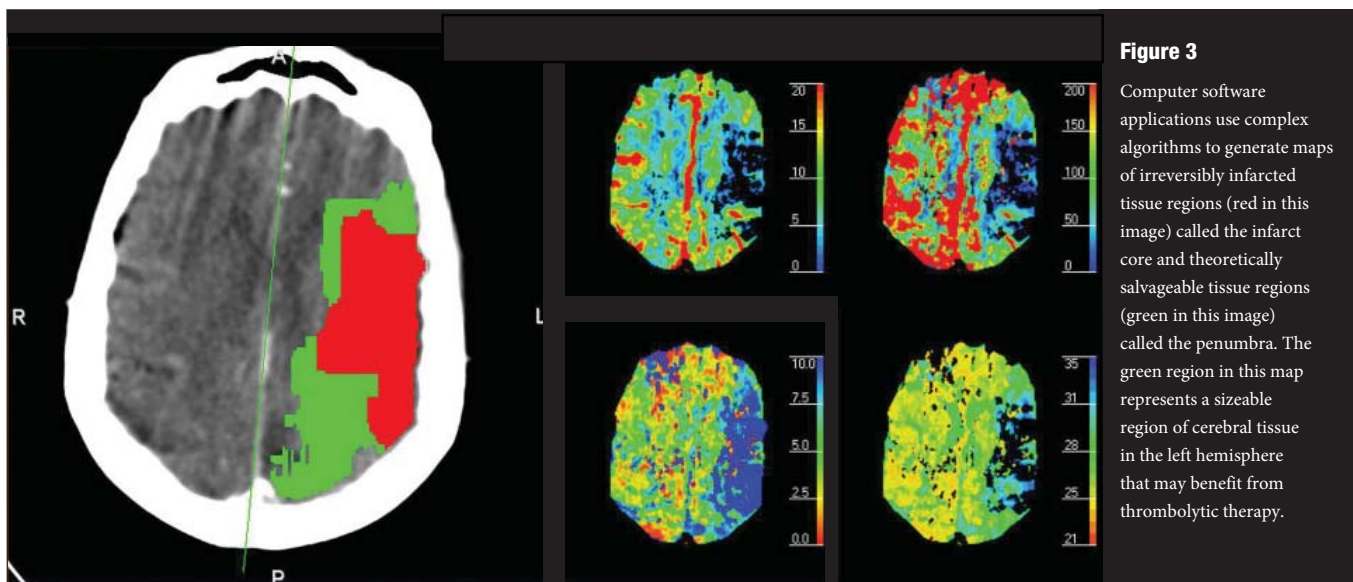 A
R
L
P
20
15
10
5
0
200
150
100
50
0
10.0
7.5
5.0
2.5
0.0
35
31
28
25
21
Figure 3
Computer software
applications use complex
algorithms to generate maps
of irreversibly infarcted
tissue regions (red in this
image) called the infarct
core and theoretically
salvageable tissue regions
(green in this image)
called the penumbra. The
green region in this map
represents a sizeable
region of cerebral tissue
in the left hemisphere
that may benefit from
thrombolytic therapy.